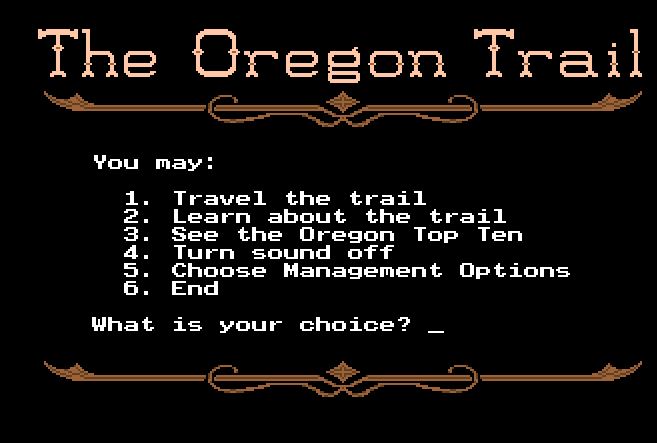 The Oregon Trail
You may:
1. Travel the trail
2. Learn about the trail
3. See the Oregon Top Ten
4. Turn sound off
5. Choose Management Options
6. End
What is your choice? _